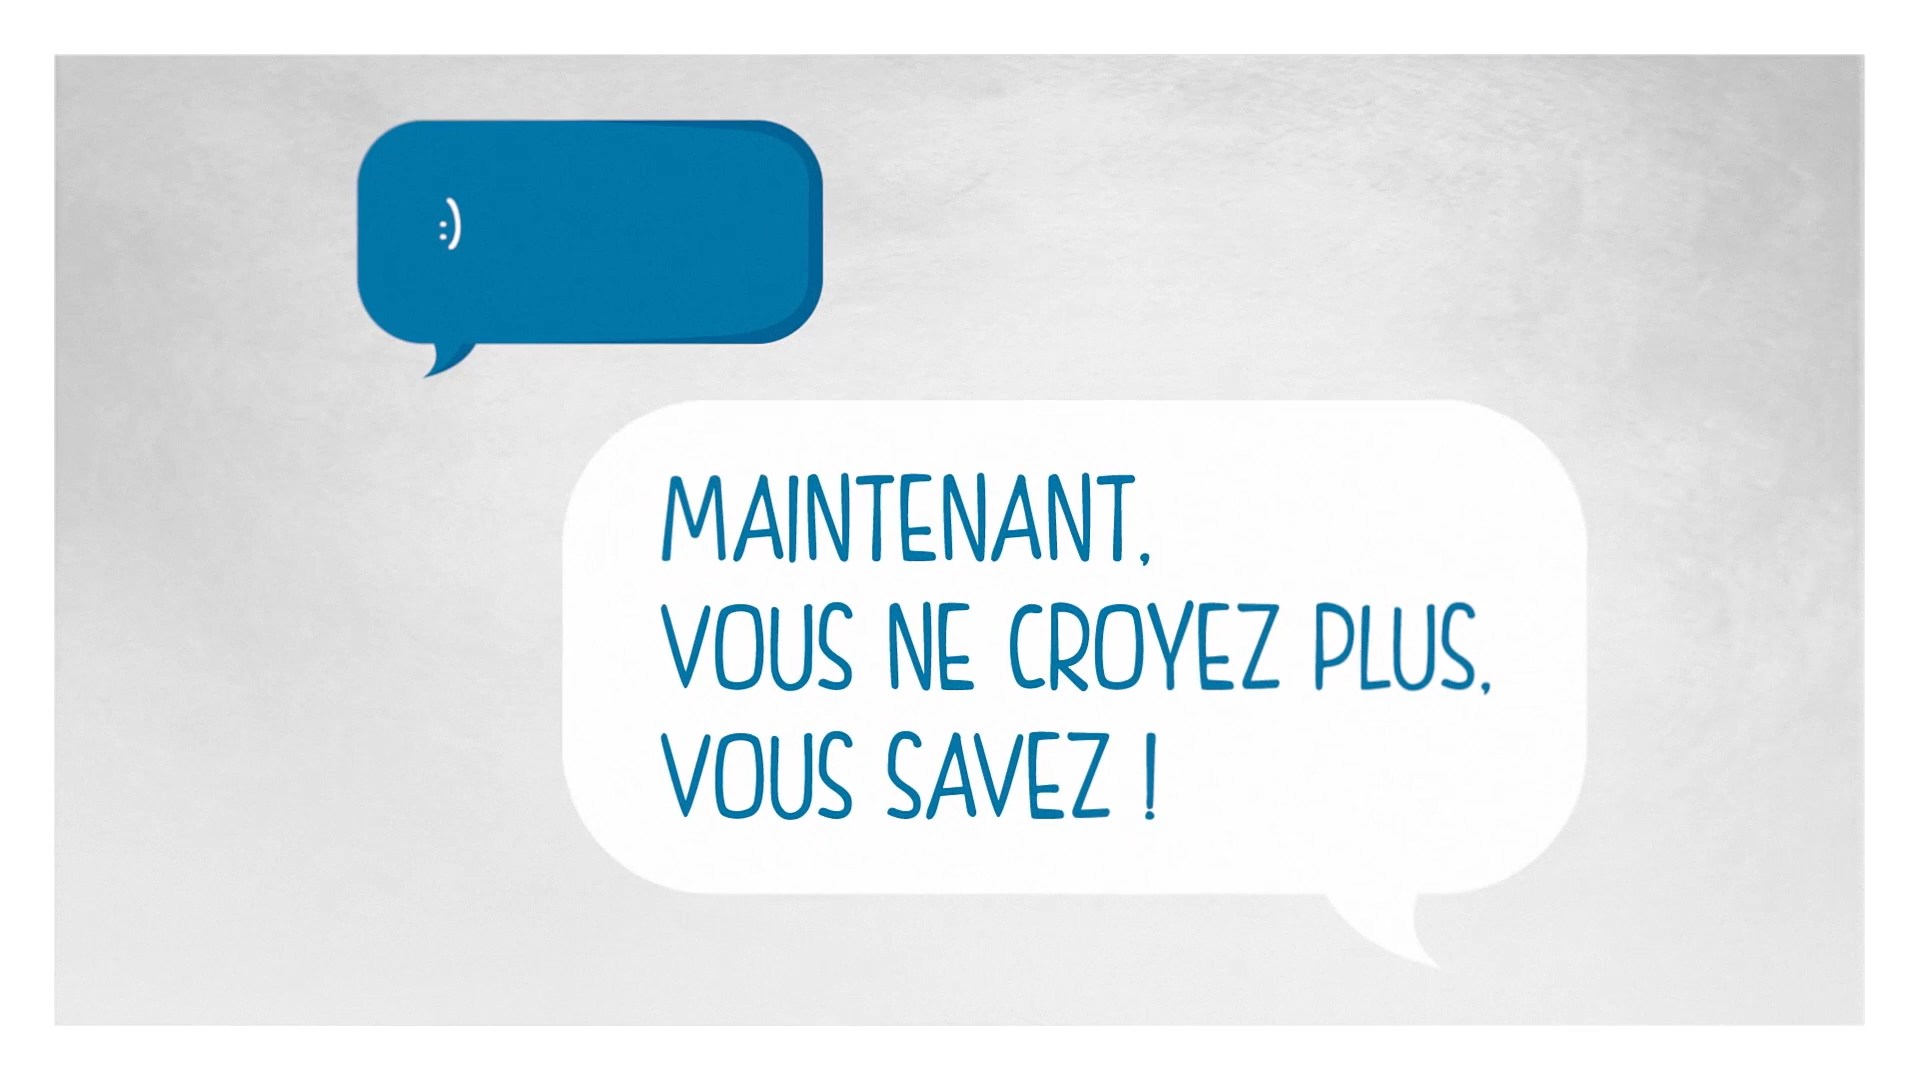 :)
MAINTENANT,
VOUS NE CROYEZ PLUS,
VOUS SAVEZ !